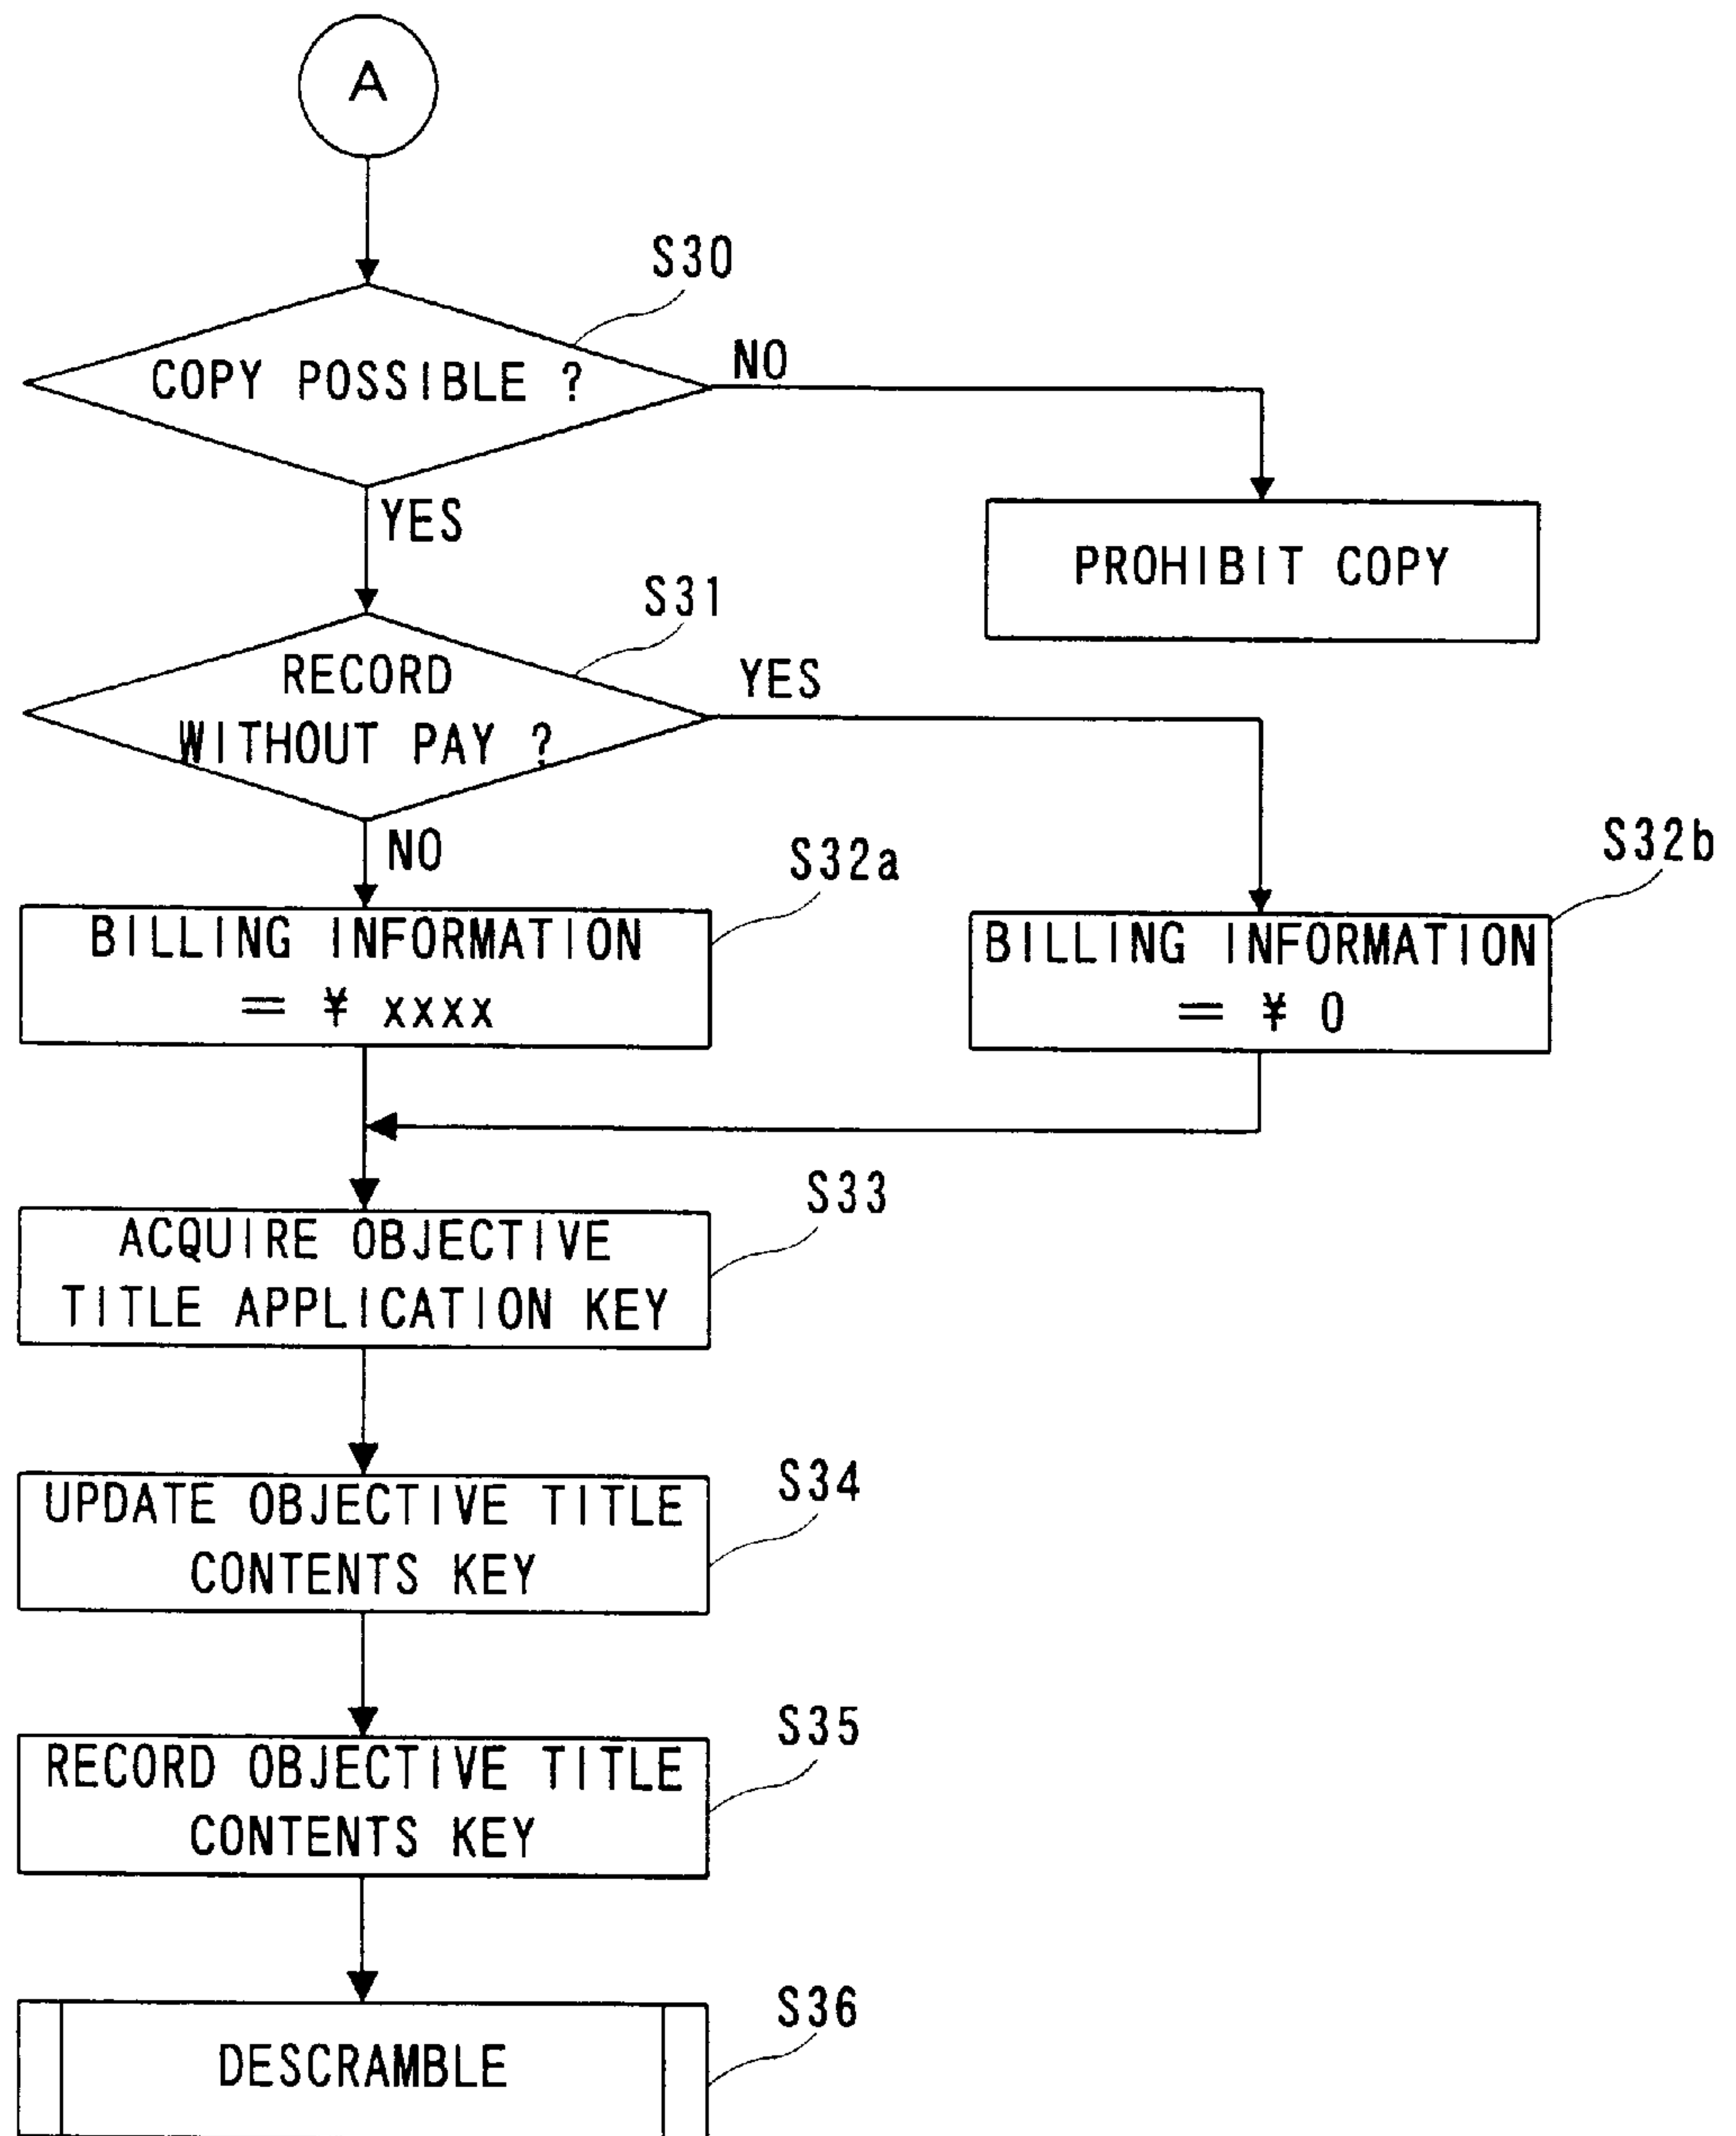 A
S30
COPY POSSIBLE ?
NO
YES
PROHIBIT COPY
S31
RECORD
WITHOUT PAY ?
YES
NO
S32a
BILLING INFORMATION
= ¥ xxxx
S32b
BILLING INFORMATION
= ¥ 0
S33
ACQUIRE OBJECTIVE
TITLE APPLICATION KEY
S34
UPDATE OBJECTIVE TITLE
CONTENTS KEY
S35
RECORD OBJECTIVE TITLE
CONTENTS KEY
S36
DESCRAMBLE